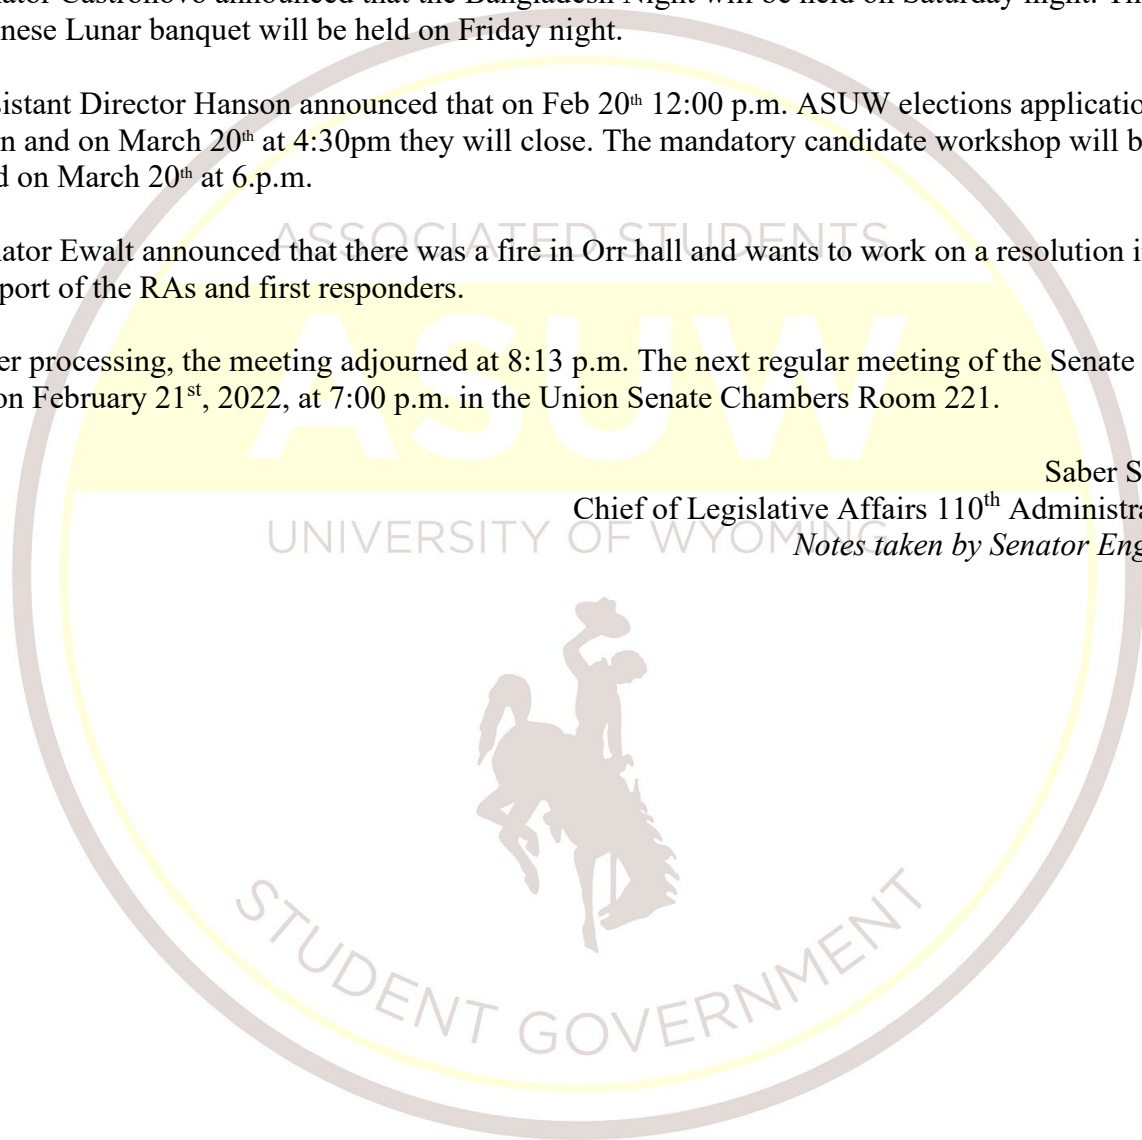 ator Castronovo announced that the Bangladesh Night will be held on Saturday night. Th
nese Lunar banquet will be held on Friday night.
istant Director Hanson announced that on Feb 20th 12:00 p.m. ASUW elections applicatio
n and on March 20th at 4:30pm they will close. The mandatory candidate workshop will b
d on March 20th at 6.p.m.
ator Ewalt announced that there was a fire in Orr hall and wants to work on a resolution i
port of the RAs and first responders.
er processing, the meeting adjourned at 8:13 p.m. The next regular meeting of the Senate
on February 21st, 2022, at 7:00 p.m. in the Union Senate Chambers Room 221.
Saber S
Chief of Legislative Affairs 110th Administra
Notes taken by Senator Eng
ASSOCIATED STUDENTS
ASUW
UNIVERSITY OF WYOMING
STUDENT GOVERNMENT